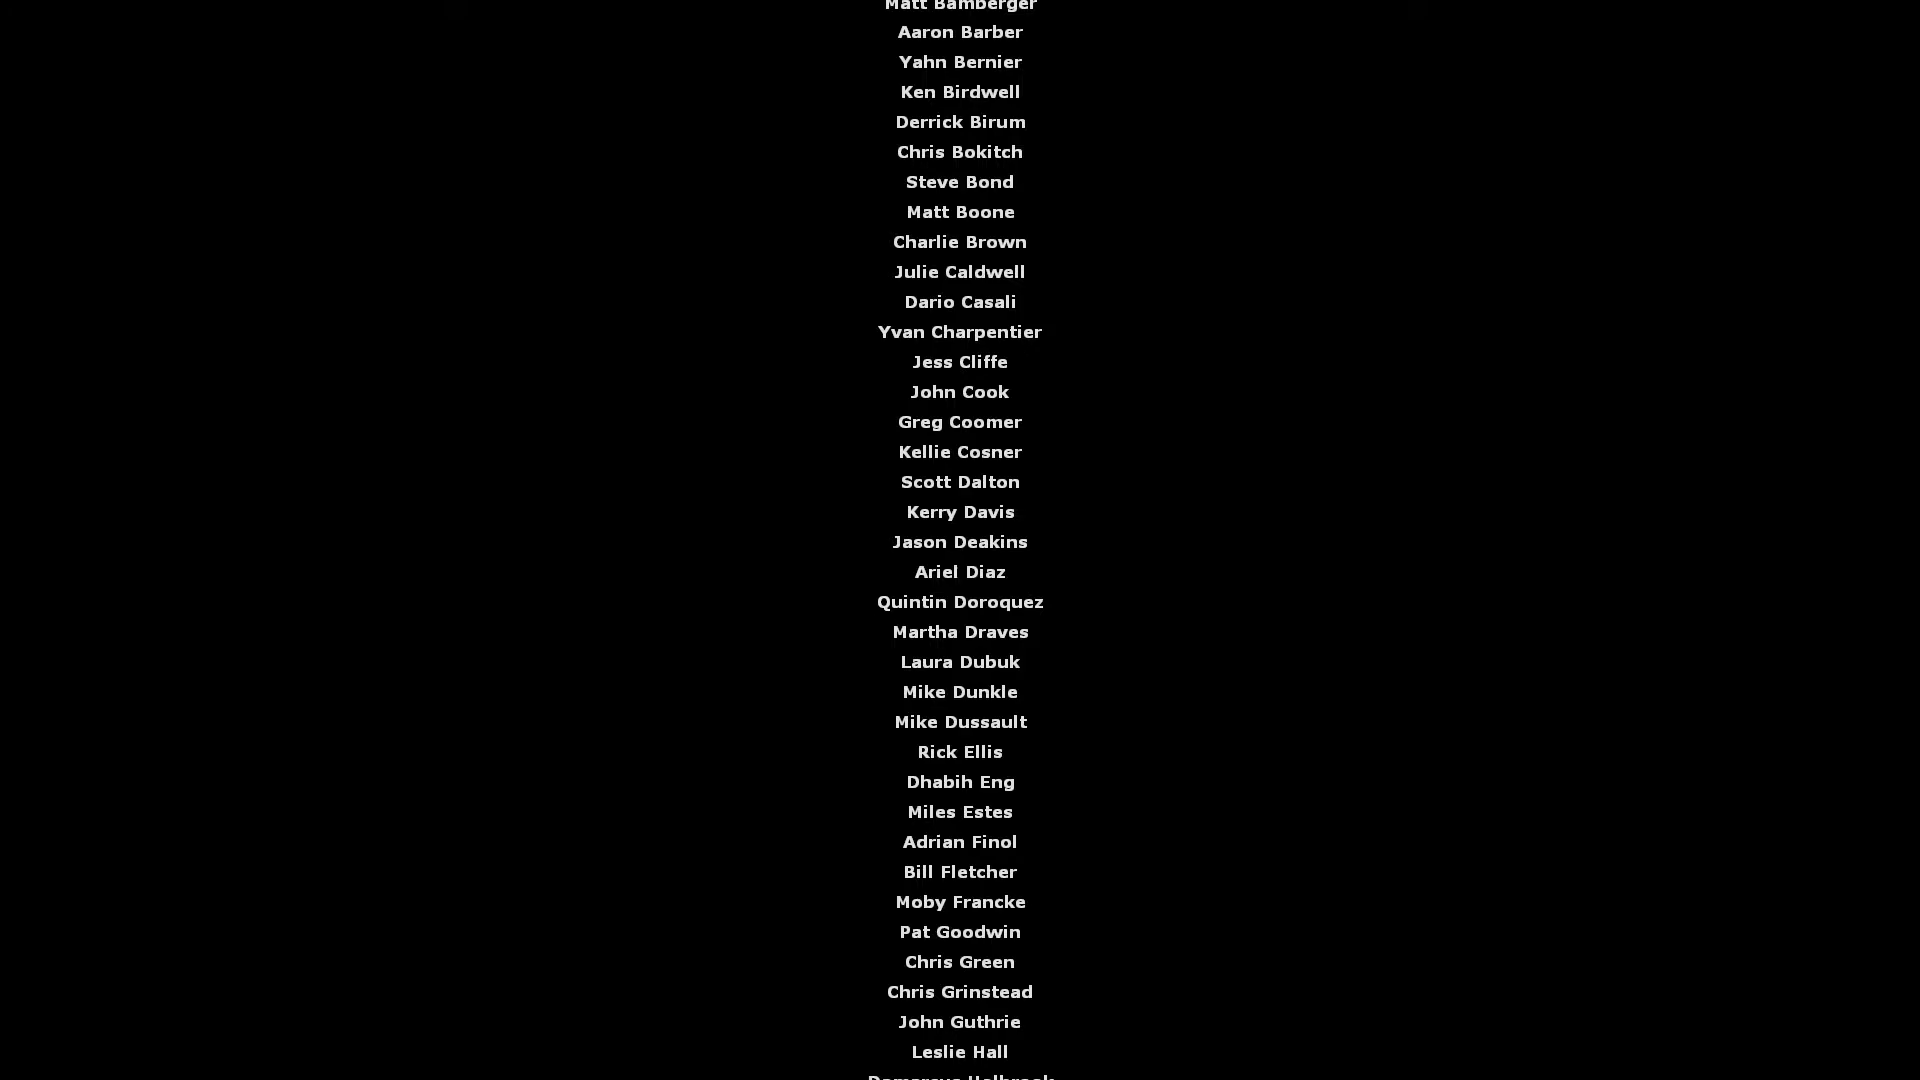 Matt Bamberger
Aaron Barber
Yahn Bernier
Ken Birdwell
Derrick Birum
Chris Bokitch
Steve Bond
Matt Boone
Charlie Brown
Julie Caldwell
Dario Casali
Yvan Charpentier
Jess Cliffe
John Cook
Greg Coomer
Kellie Cosner
Scott Dalton
Kerry Davis
Jason Deakins
Ariel Diaz
Quintin Doroquez
Martha Draves
Laura Dubuk
Mike Dunkle
Mike Dussault
Rick Ellis
Dhabih Eng
Miles Estes
Adrian Finol
Bill Fletcher
Moby Francke
Pat Goodwin
Chris Green
Chris Grinstead
John Guthrie
Leslie Hall